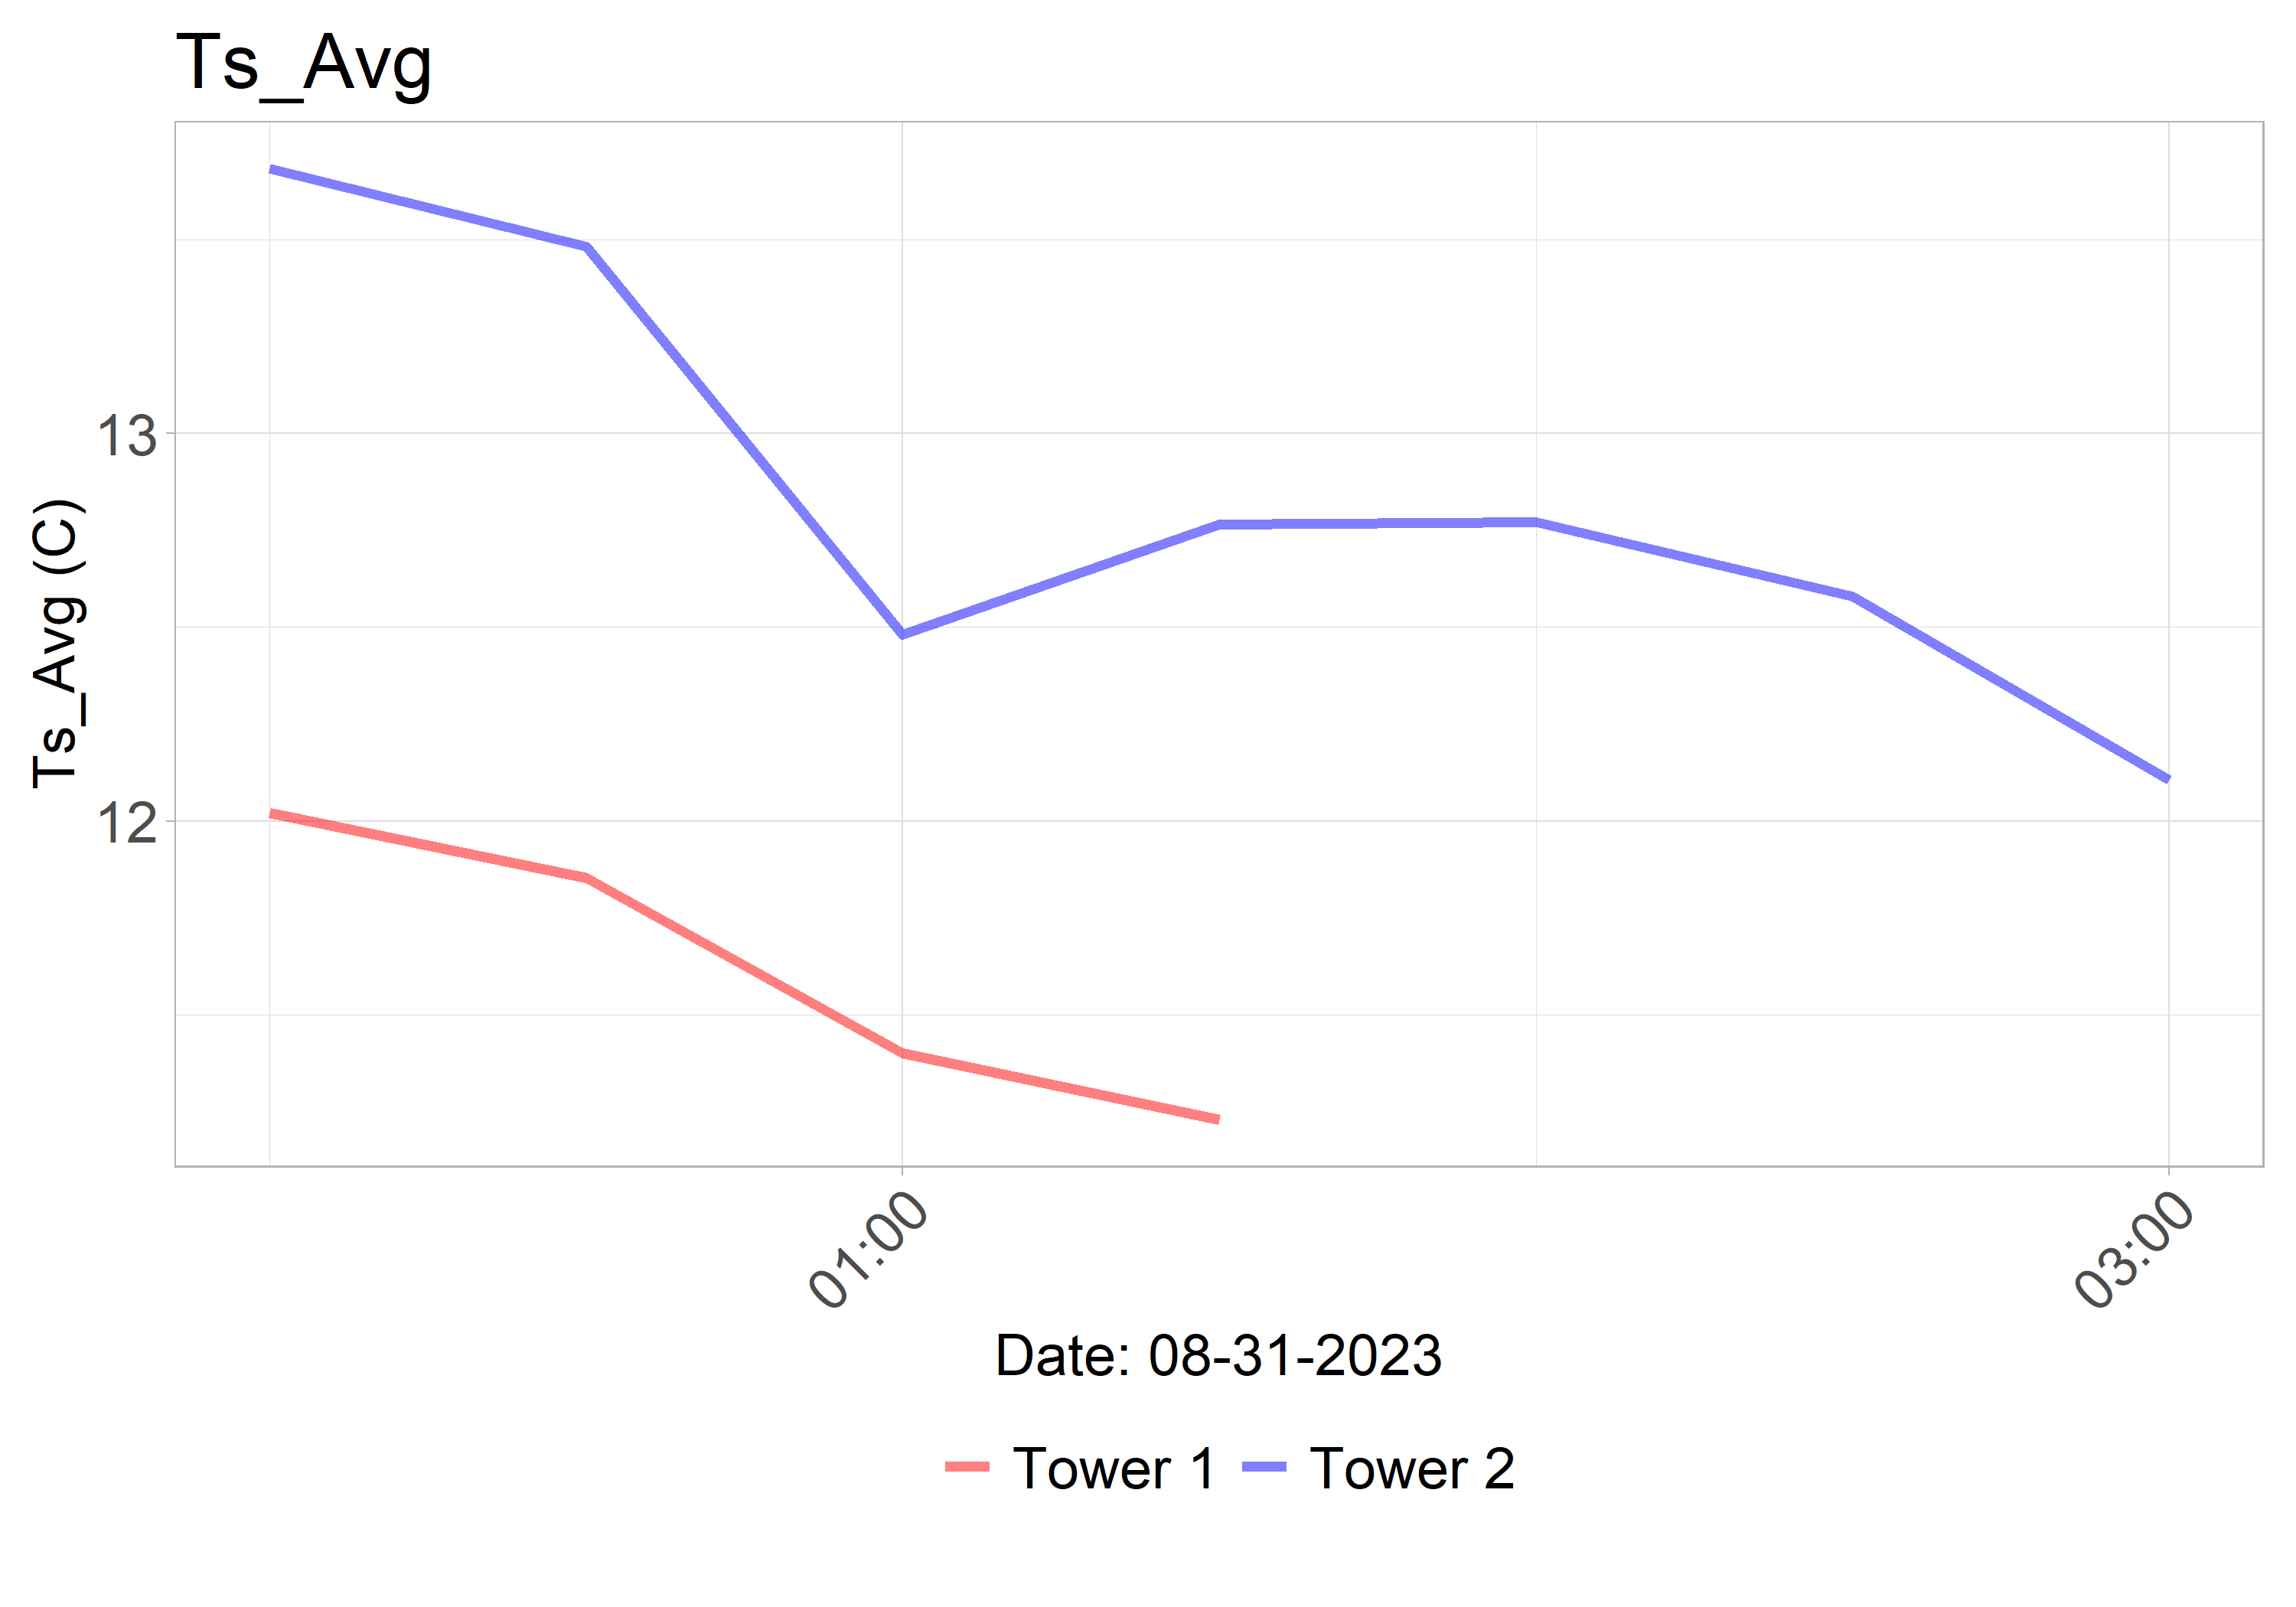 Ts_Avg
Ts_Avg (C)
13
12
01:00
03:00
Date: 08-31-2023
Tower 1
Tower 2